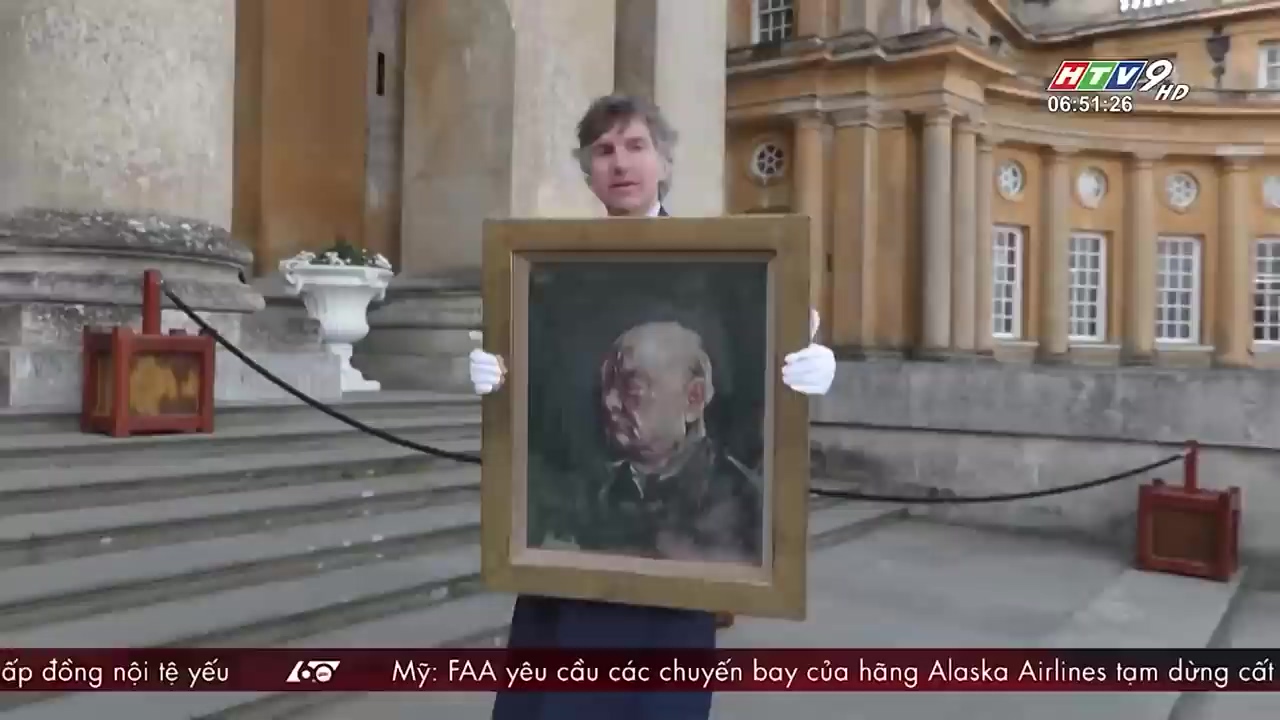 HTV9 HD
06:51:26
ấp đồng nội tệ yếu 60 Mỹ: FAA yêu cầu các chuyến bay của hãng Alaska Airlines tạm dừng cất